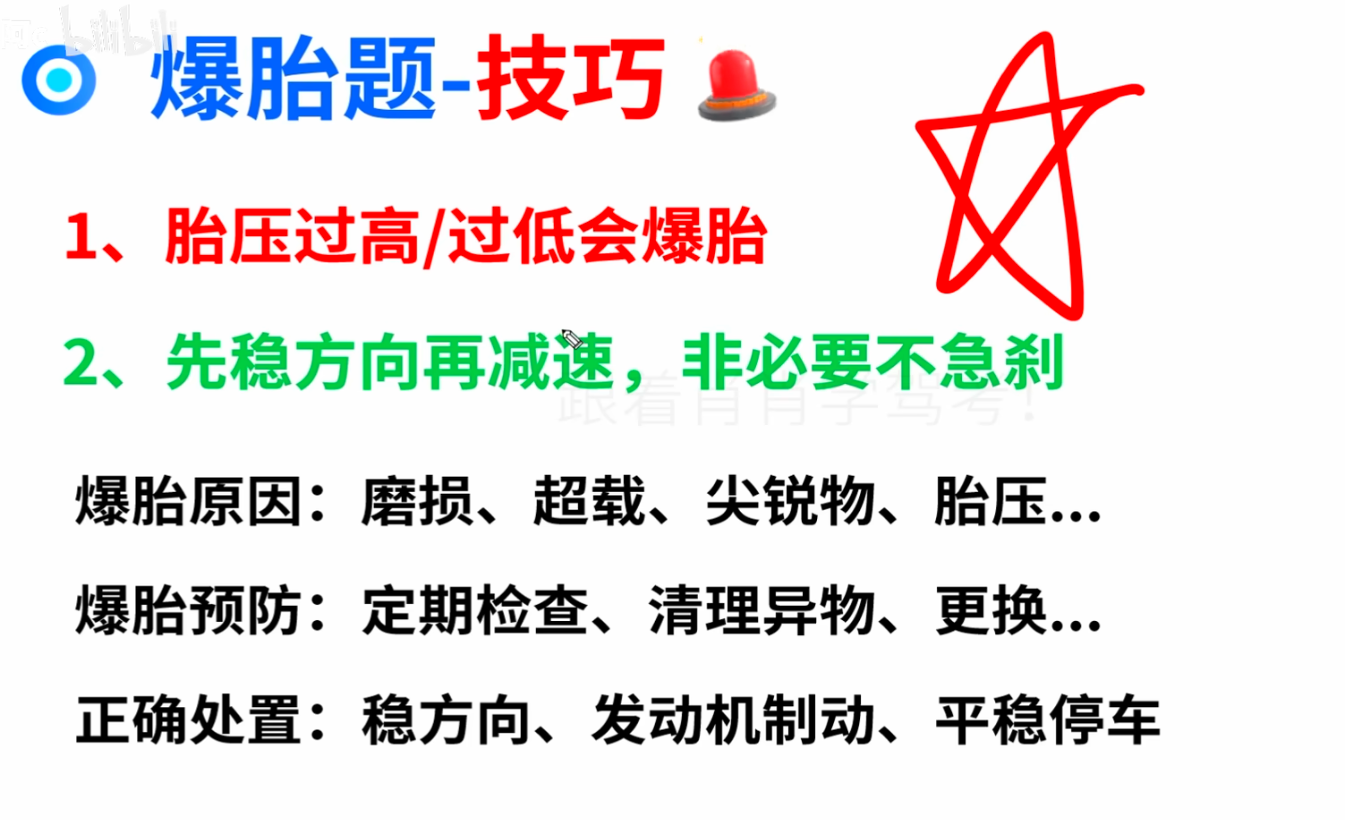 bilibili
爆胎题-技巧
1、胎压过高/过低会爆胎
2、先稳方向再减速，非必要不急刹
跟着肖肖学驾考！
爆胎原因：磨损、超载、尖锐物、胎压...
爆胎预防：定期检查、清理异物、更换...
正确处置：稳方向、发动机制动、平稳停车